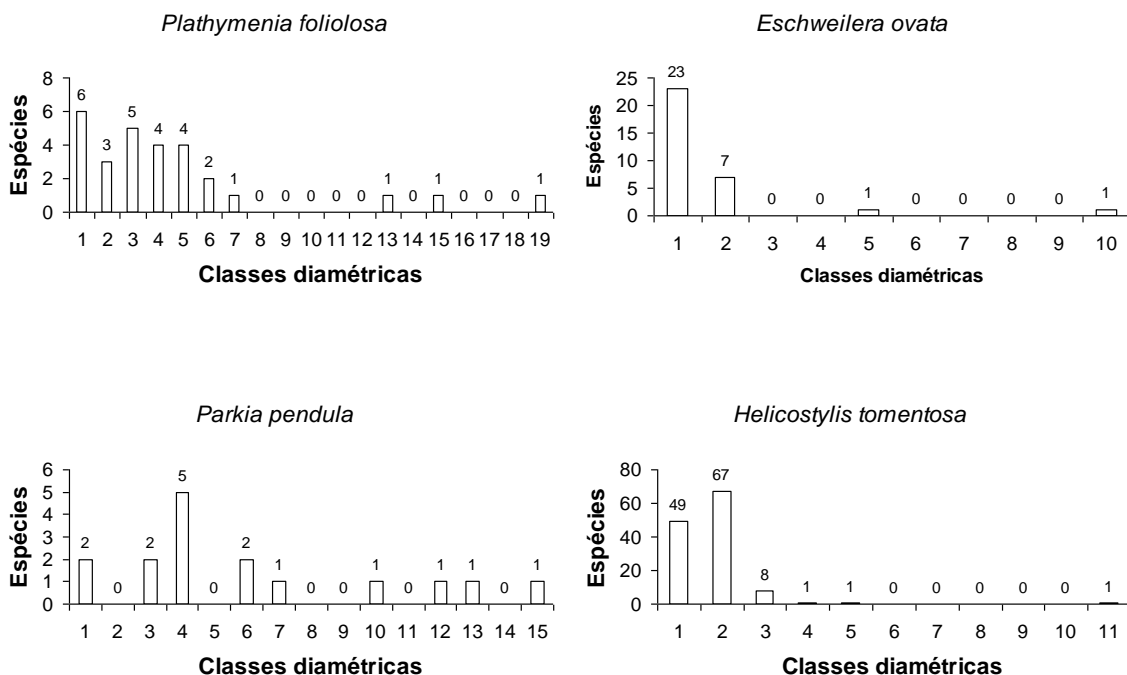 Plathymenia foliolosa
Espécies
8
6
4
2
0
6 3 5 4 4 2 1 0 0 0 0 0 1 0 1 0 0 0 1
1 2 3 4 5 6 7 8 9 10 11 12 13 14 15 16 17 18 19
Classes diamétricas
Eschweilera ovata
Espécies
25
20
15
10
5
0
23 7 0 0 1 0 0 0 0 1
1 2 3 4 5 6 7 8 9 10
Classes diamétricas
Parkia pendula
Espécies
6
5
4
3
2
1
0
2 0 2 5 0 2 1 0 0 1 0 1 1 0 1
1 2 3 4 5 6 7 8 9 10 11 12 13 14 15
Classes diamétricas
Helicostylis tomentosa
Espécies
80
60
40
20
0
49 67 8 1 1 0 0 0 0 0 1
1 2 3 4 5 6 7 8 9 10 11
Classes diamétricas